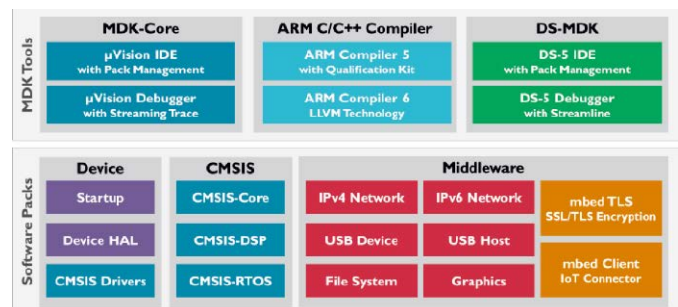 MDK Tools
MDK-Core
µVision IDE
with Pack Management
µVision Debugger
with Streaming Trace
ARM C/C++ Compiler
ARM Compiler 5
with Qualification Kit
ARM Compiler 6
LLVM Technology
DS-MDK
DS-5 IDE
with Pack Management
DS-5 Debugger
with Streamline
Software Packs
Device
Startup
Device HAL
CMSIS Drivers
CMSIS
CMSIS-Core
CMSIS-DSP
CMSIS-RTOS
Middleware
IPv4 Network
IPv6 Network
USB Device
USB Host
File System
Graphics
mbed TLS
SSL/TLS Encryption
mbed Client
IoT Connector